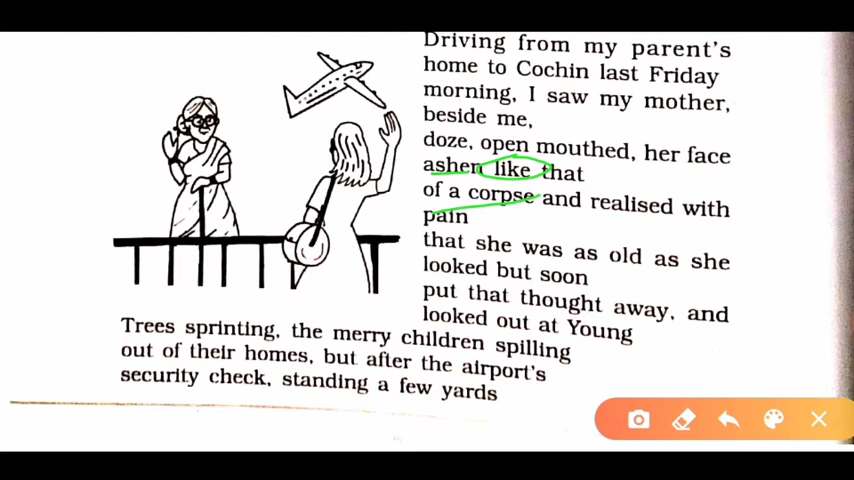 Driving from my parent's
home to Cochin last Friday
morning, I saw my mother,
beside me,
doze, open mouthed, her face
ashen like that
of a corpse and realised with
pain
that she was as old as she
looked but soon
put that thought away, and
looked out at Young
Trees sprinting, the merry children spilling
out of their homes, but after the airport's
security check, standing a few yards